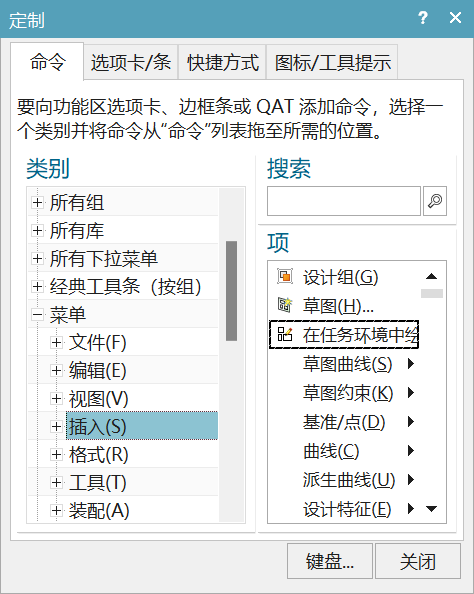 定制
命令
选项卡/条
快捷方式
图标/工具提示
要向功能区选项卡、边框条或 QAT 添加命令，选择一
个类别并将命令从“命令”列表拖至所需的位置。
类别
所有组
所有库
所有下拉菜单
经典工具条（按组）
菜单
文件(F)
编辑(E)
视图(V)
插入(S)
格式(R)
工具(T)
装配(A)
搜索
项
设计组(G)
草图(H)...
在任务环境中绘
草图曲线(S)
草图约束(K)
基准/点(D)
曲线(C)
派生曲线(U)
设计特征(E)
键盘...
关闭